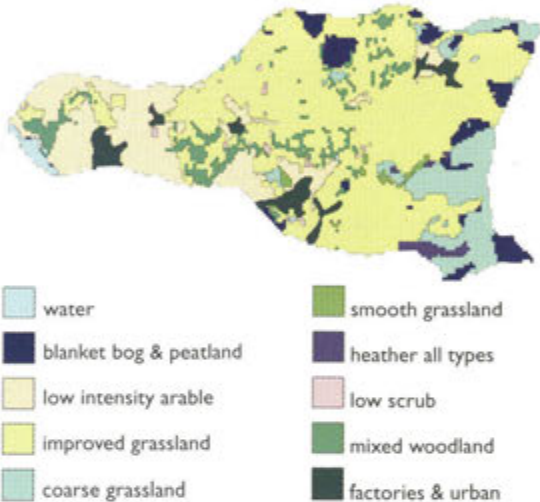 water
blanket bog & peatland
low intensity arable
improved grassland
coarse grassland
smooth grassland
heather all types
low scrub
mixed woodland
factories & urban